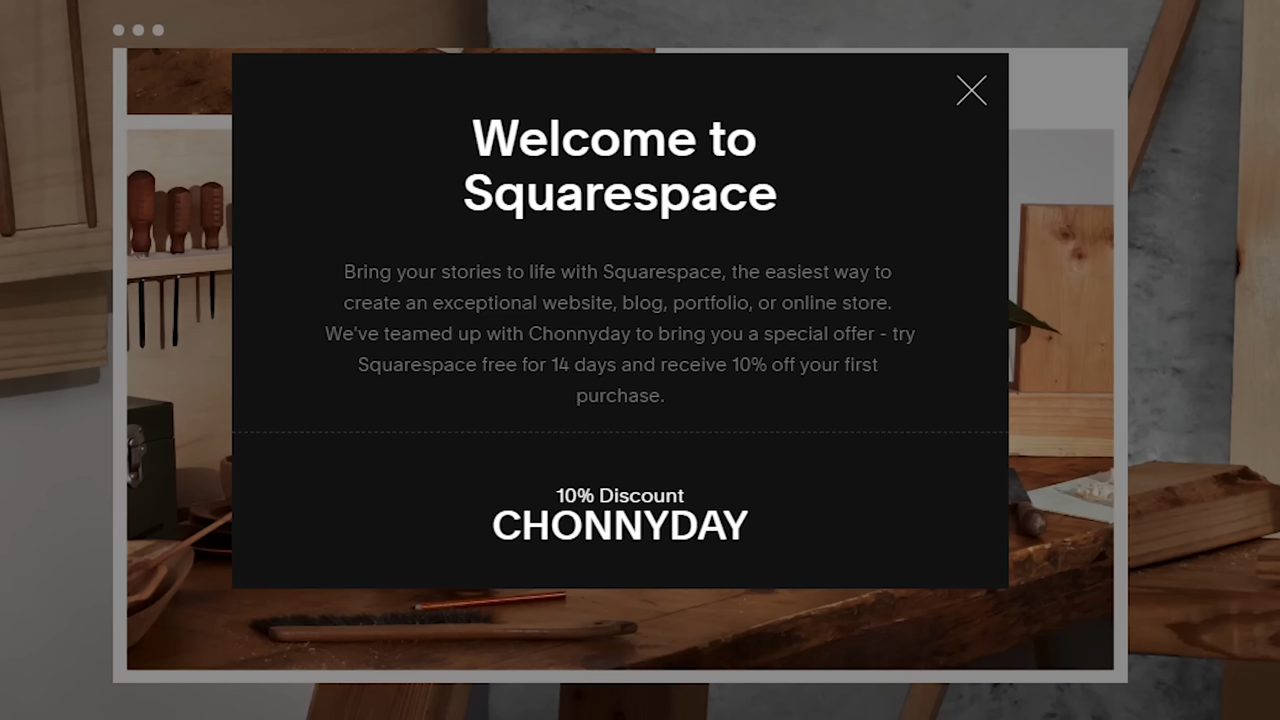 Welcome to
Squarespace
Bring your stories to life with Squarespace, the easiest way to
create an exceptional website, blog, portfolio, or online store.
We've teamed up with Chonnyday to bring you a special offer - try
Squarespace free for 14 days and receive 10% off your first
purchase.
10% Discount
CHONNYDAY